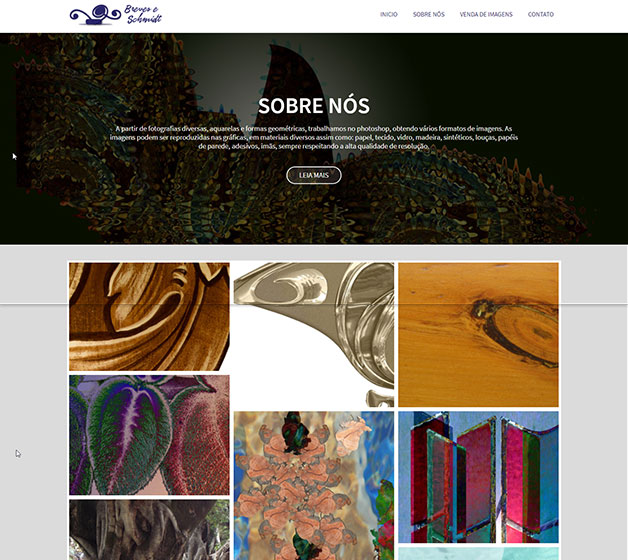 Breves e
Schmidt
INICIO SOBRE NÓS VENDA DE IMAGENS CONTATO
SOBRE NÓS
A partir de fotografias diversas, aquarelas e formas geométricas, trabalhamos no photoshop, obtendo vários formatos de imagens. As
imagens podem ser reproduzidas nas gráficas, em materiais diversos assim como: papel, tecido, vidro, madeira, sintéticos, louças, papéis
de parede, adesivos, imãs, sempre respeitando a alta qualidade de resolução.
LEIA MAIS